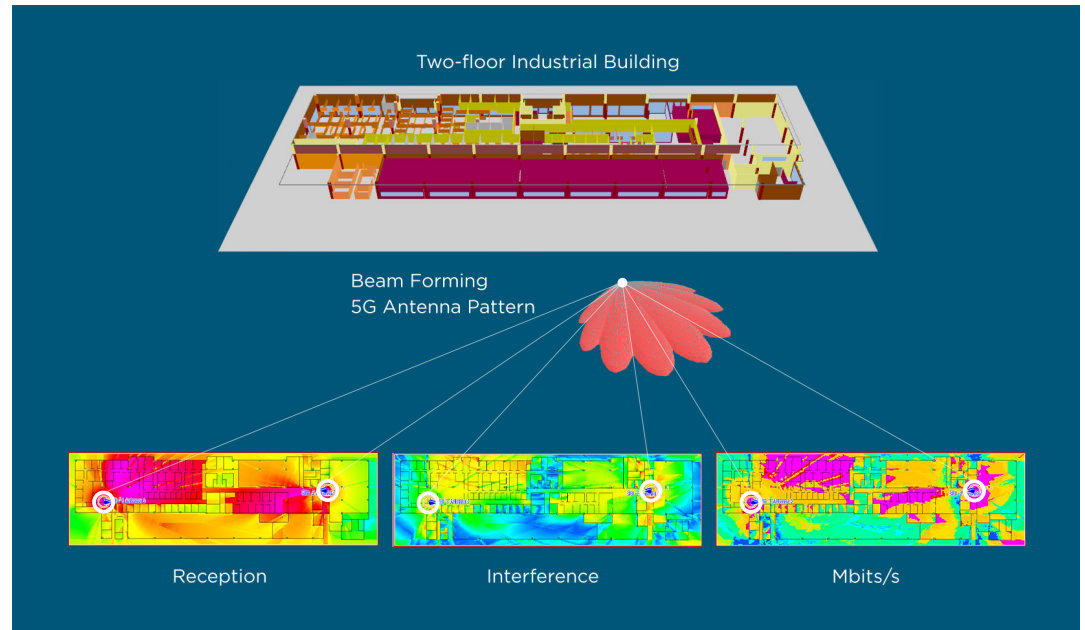 Two-floor Industrial Building
Beam Forming
5G Antenna Pattern
Reception
Interference
Mbits/s